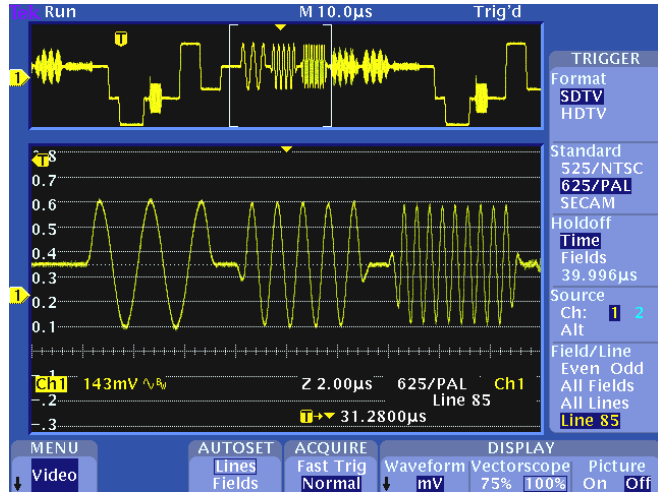 Run M 10.0µs Trig'd
T
1
TRIGGER
Format
SDTV
HDTV
Standard
525/NTSC
625/PAL
SECAM
Holdoff
Time
Fields
39.996µs
Source
Ch: 1 2
Alt
Field/Line
Even Odd
All Fields
All Lines
Line 85
T
0.7
0.6
0.5
0.4
0.3
1 0.2
0.1
Ch1 143mV ∿BW Z 2.00µs 625/PAL Ch1
-.2 Line 85
-.3 T→▼ 31.2800µs
MENU AUTOSET ACQUIRE DISPLAY
Video Lines Fast Trig Waveform Vectorscope Picture
Fields Normal mV 75% 100% On Off